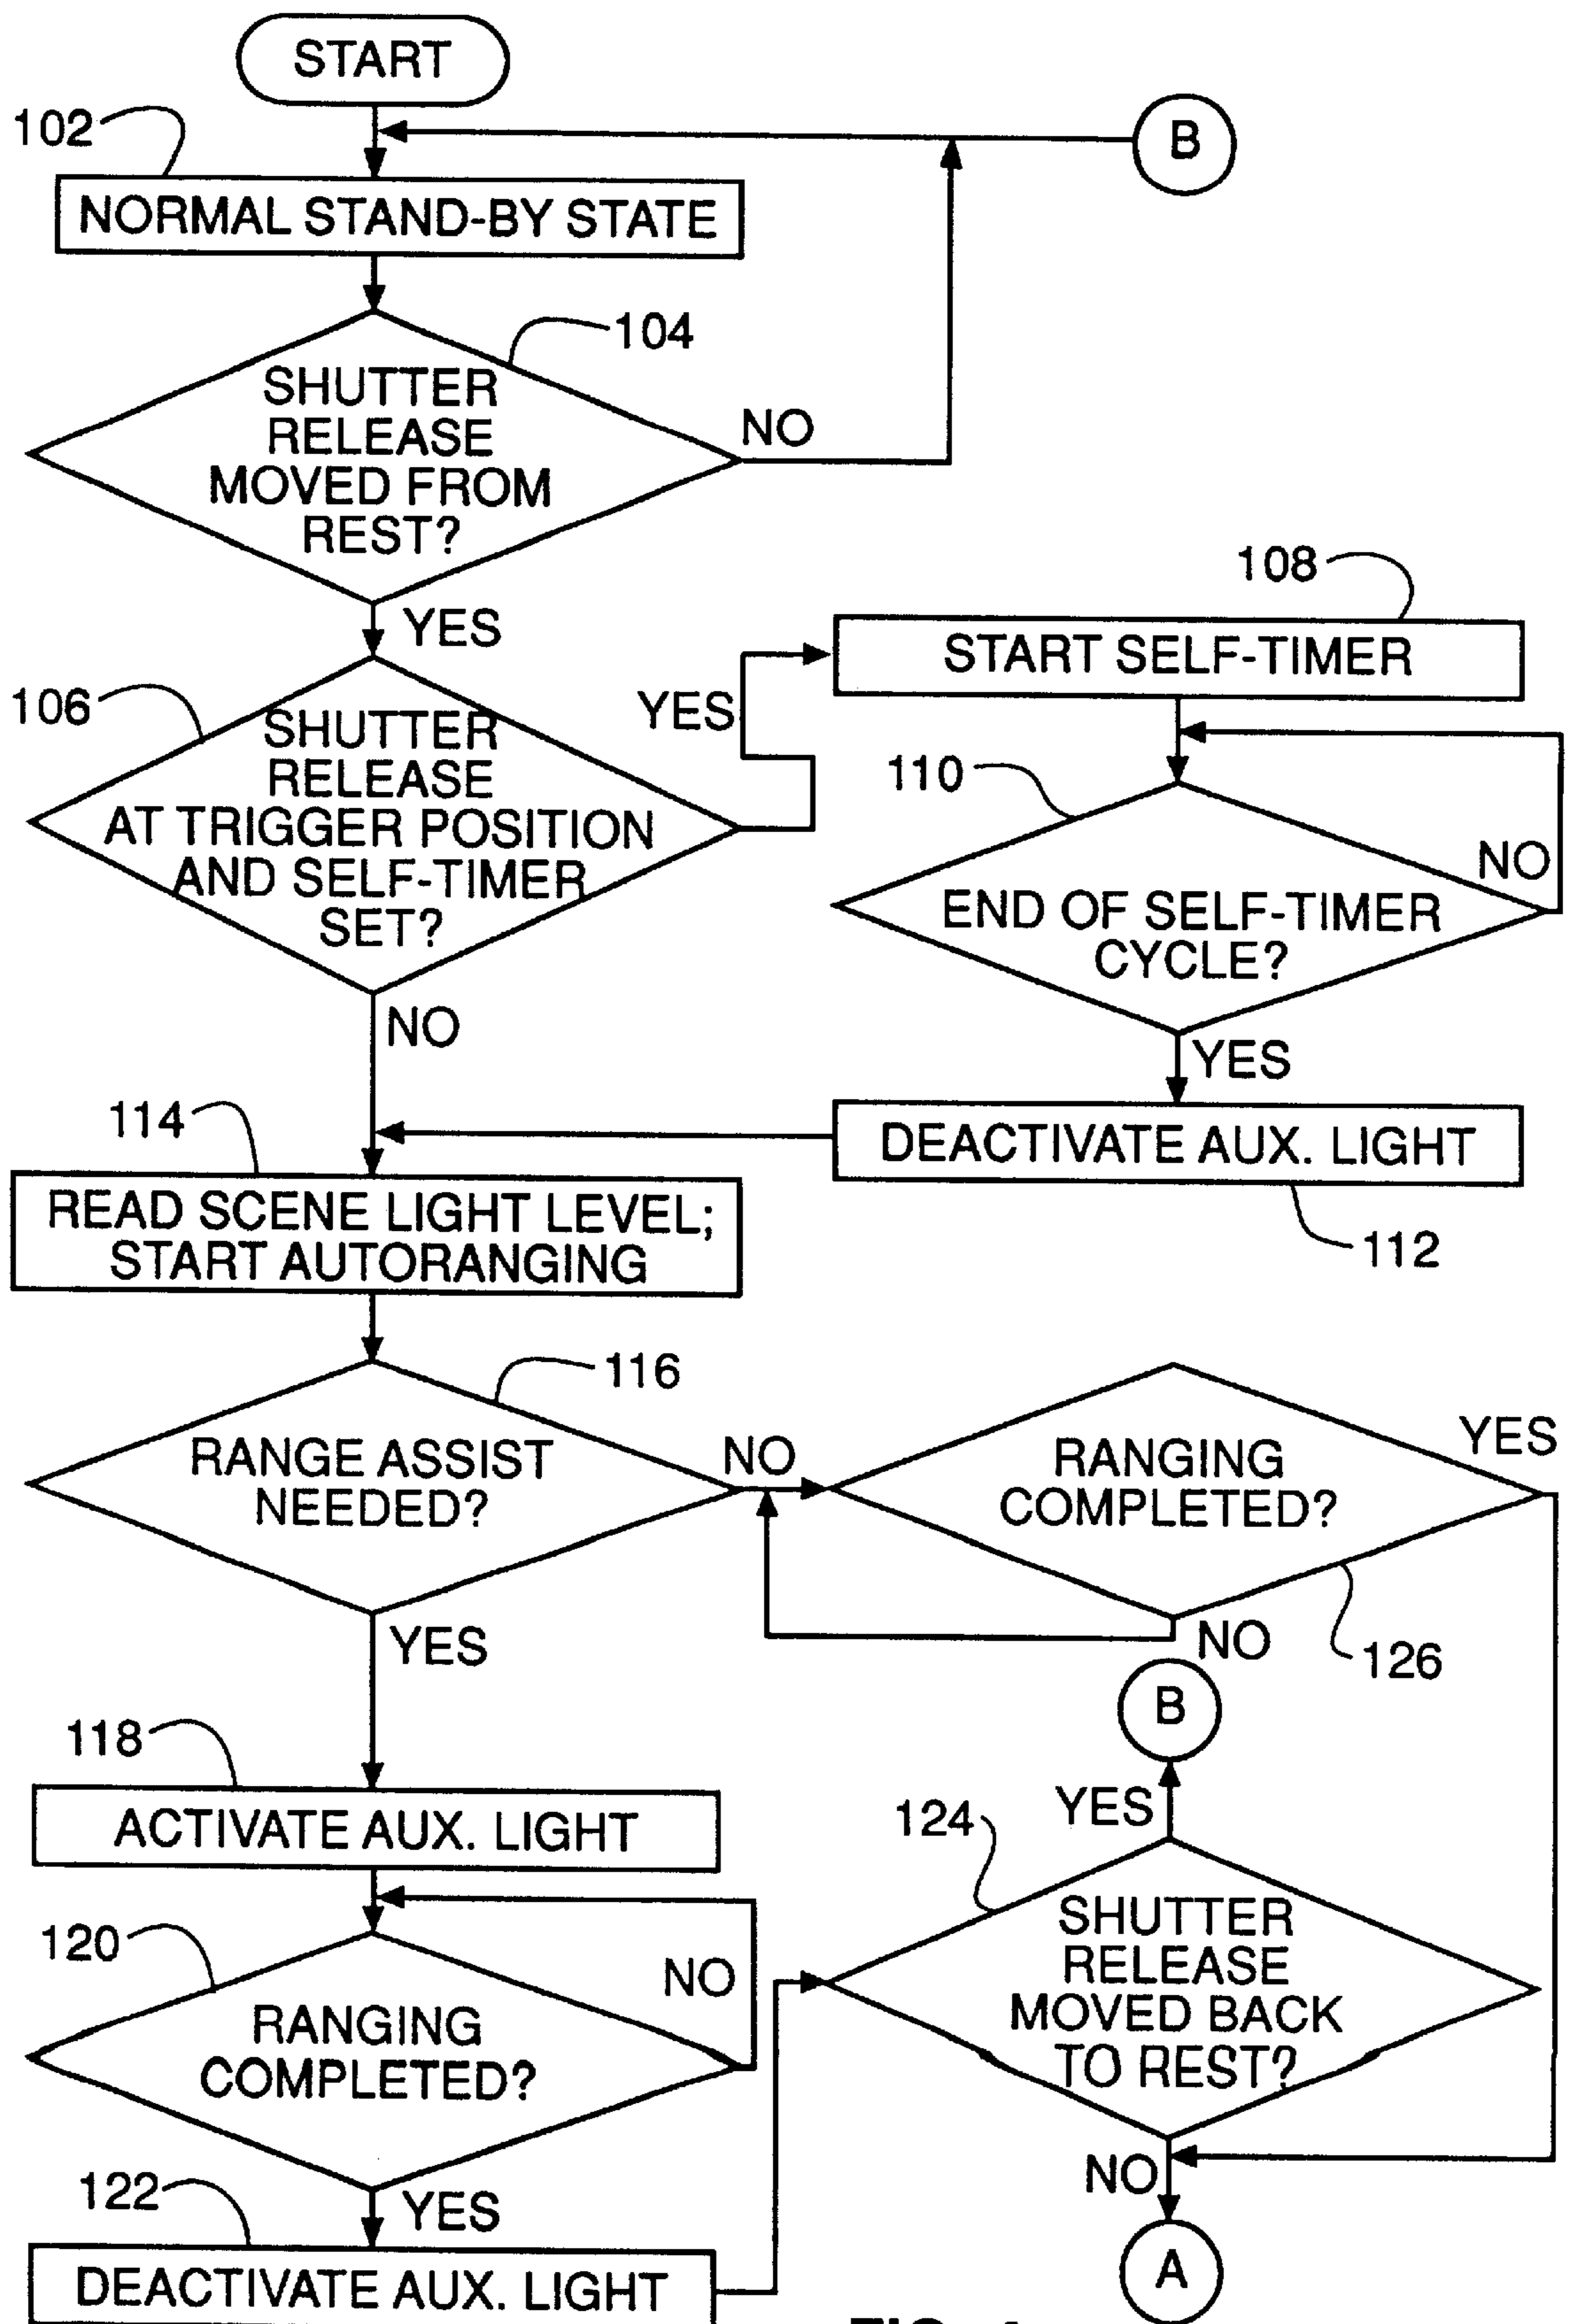 START
B
102
NORMAL STAND-BY STATE
104
SHUTTER
RELEASE
MOVED FROM
REST?
NO
YES
108
START SELF-TIMER
106
SHUTTER
RELEASE
AT TRIGGER POSITION
AND SELF-TIMER
SET?
YES
110
END OF SELF-TIMER
CYCLE?
NO
NO
YES
114
DEACTIVATE AUX. LIGHT
112
READ SCENE LIGHT LEVEL;
START AUTORANGING
116
RANGE ASSIST
NEEDED?
NO
RANGING
COMPLETED?
YES
YES
NO
126
B
118
ACTIVATE AUX. LIGHT
YES
124
SHUTTER
RELEASE
MOVED BACK
TO REST?
120
NO
RANGING
COMPLETED?
NO
YES
122
DEACTIVATE AUX. LIGHT
A